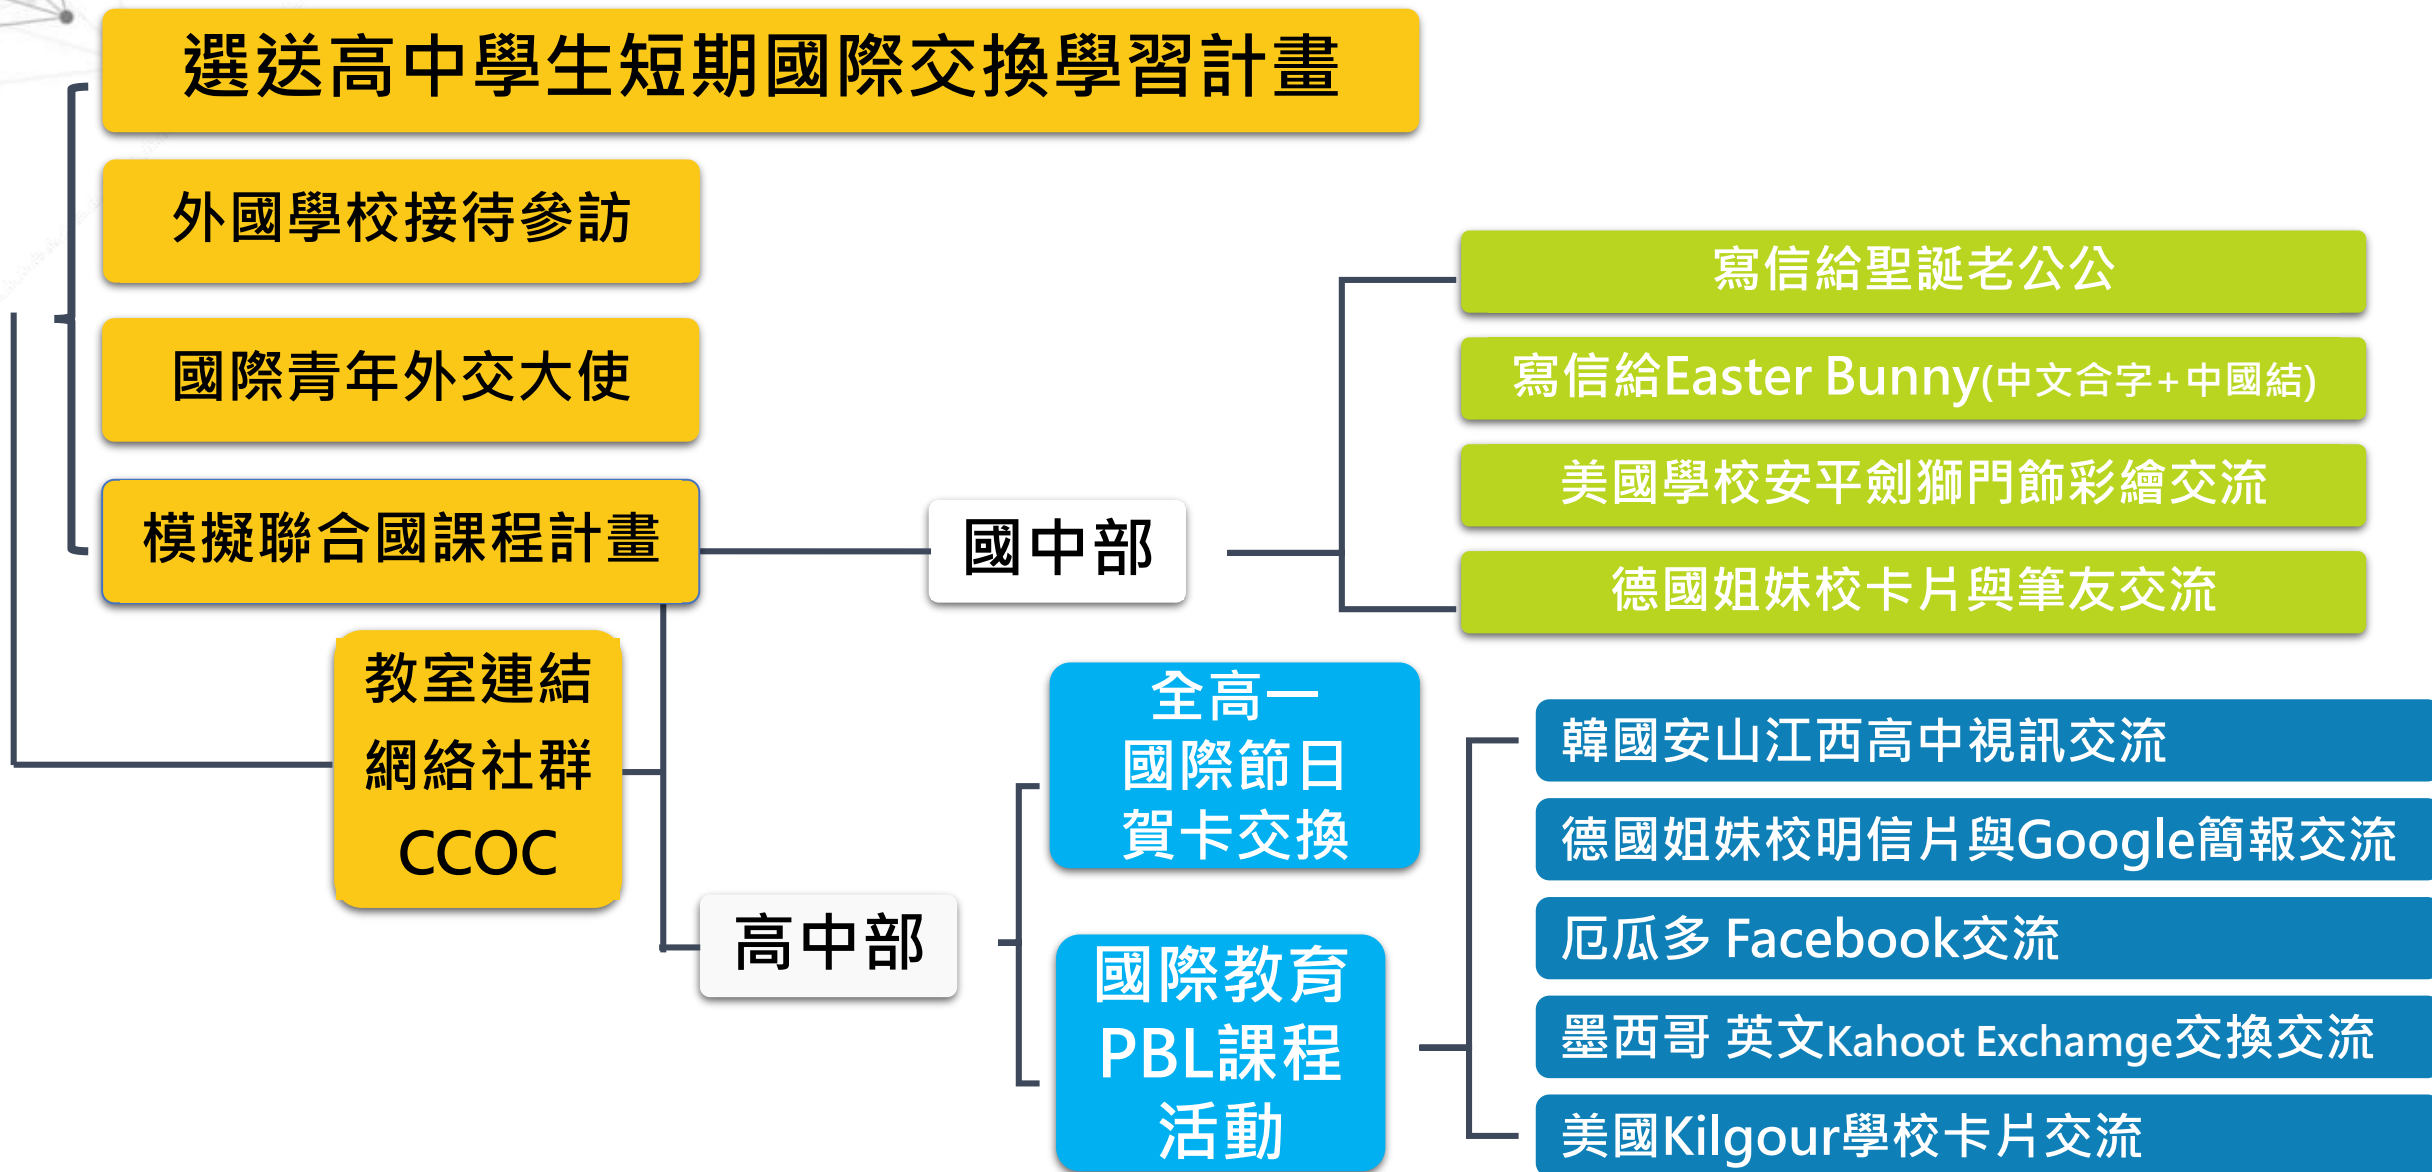 選送高中學生短期國際交換學習計畫
外國學校接待參訪
國際青年外交大使
模擬聯合國課程計畫
教室連結
網絡社群
CCOC
國中部
寫信給聖誕老公公
寫信給Easter Bunny(中文合字+中國結)
美國學校安平劍獅門飾彩繪交流
德國姐妹校卡片與筆友交流
高中部
全高一
國際節日
賀卡交換
國際教育
PBL課程
活動
韓國安山江西高中視訊交流
德國姐妹校明信片與Google簡報交流
厄瓜多 Facebook交流
墨西哥 英文Kahoot Exchamge交換交流
美國Kilgour學校卡片交流